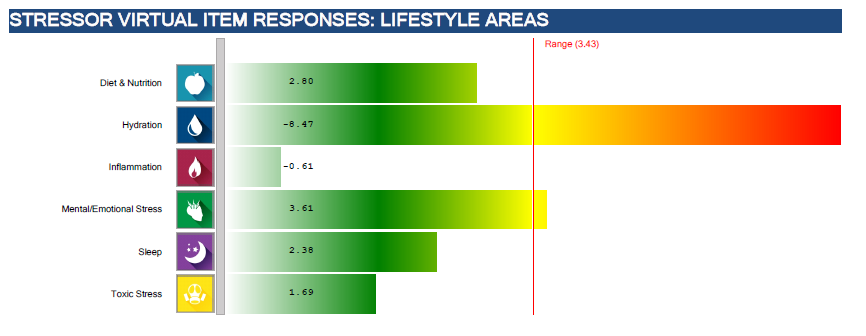 STRESSOR VIRTUAL ITEM RESPONSES: LIFESTYLE AREAS
Range (3.43)
Diet & Nutrition 2.80
Hydration -8.47
Inflammation -0.61
Mental/Emotional Stress 3.61
Sleep 2.38
Toxic Stress 1.69